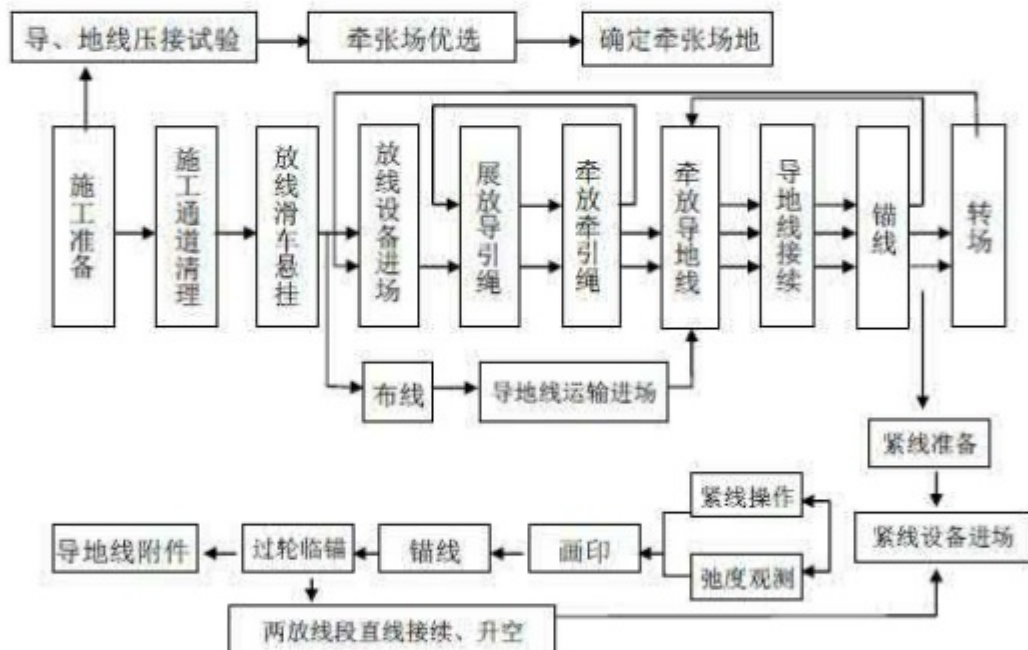 导、地线压接试验
牵张场优选
确定牵张场地
施工准备
施工通道清理
放线滑车悬挂
放线设备进场
展放导引绳
牵放牵引绳
牵放导地线
导地线接续
锚线
转场
布线
导地线运输进场
紧线准备
紧线设备进场
紧线操作
弛度观测
画印
锚线
过轮临锚
导地线附件
两放线段直线接续、升空